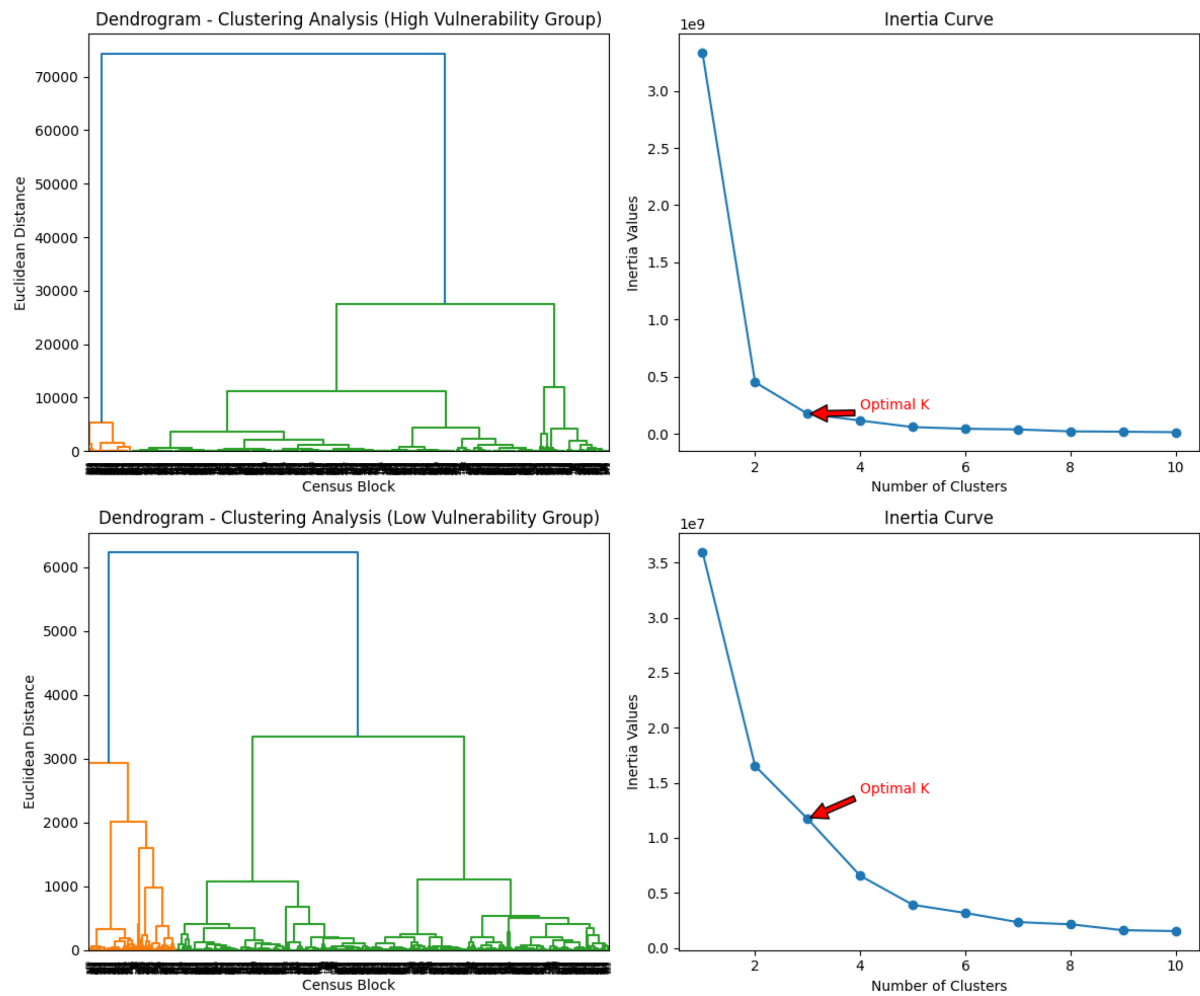 Dendrogram - Clustering Analysis (High Vulnerability Group)
Euclidean Distance
70000
60000
50000
40000
30000
20000
10000
0
Census Block
Inertia Curve
1e9
Inertia Values
3.0
2.5
2.0
1.5
1.0
0.5
0.0
Optimal K
2 4 6 8 10
Number of Clusters
Dendrogram - Clustering Analysis (Low Vulnerability Group)
Euclidean Distance
6000
5000
4000
3000
2000
1000
0
Census Block
Inertia Curve
1e7
Inertia Values
3.5
3.0
2.5
2.0
1.5
1.0
0.5
0.0
Optimal K
2 4 6 8 10
Number of Clusters